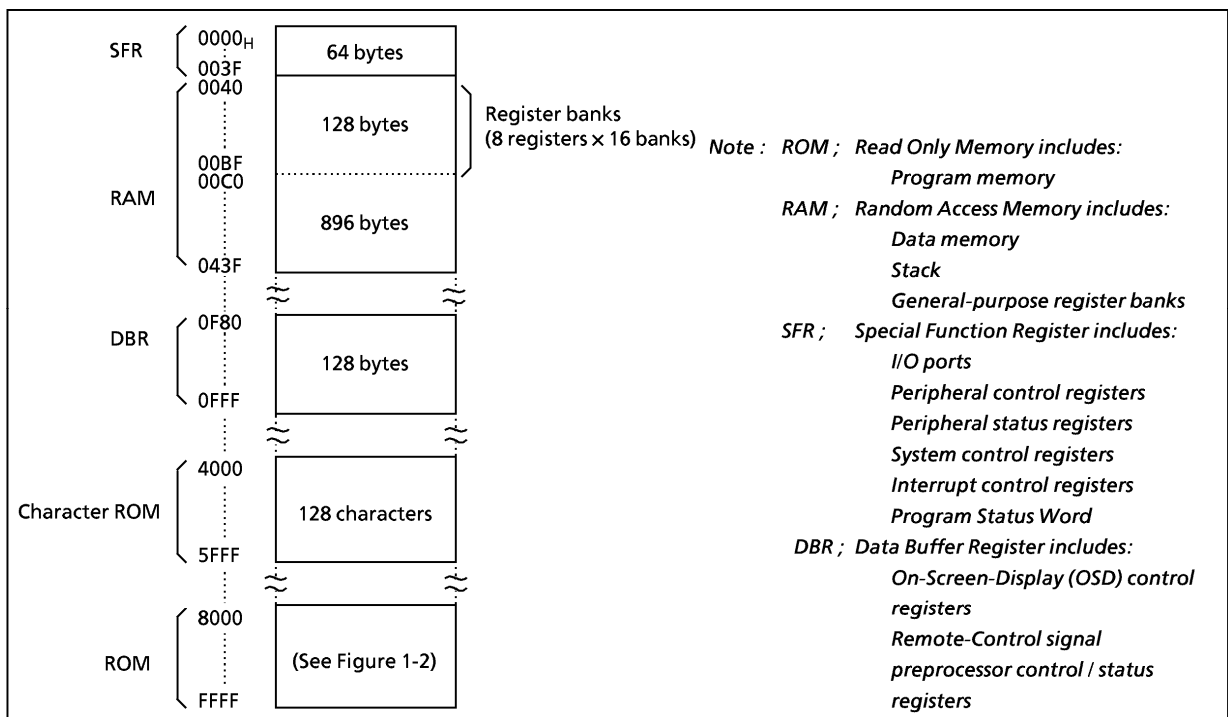 SFR
0000H
003F
64 bytes
RAM
0040
00BF
128 bytes
Register banks
(8 registers × 16 banks)
00C0
043F
896 bytes
DBR
0F80
0FFF
128 bytes
Character ROM
4000
5FFF
128 characters
ROM
8000
FFFF
(See Figure 1-2)
Note : ROM ; Read Only Memory includes:
Program memory
RAM ; Random Access Memory includes:
Data memory
Stack
General-purpose register banks
SFR ; Special Function Register includes:
I/O ports
Peripheral control registers
Peripheral status registers
System control registers
Interrupt control registers
Program Status Word
DBR ; Data Buffer Register includes:
On-Screen-Display (OSD) control
registers
Remote-Control signal
preprocessor control / status
registers